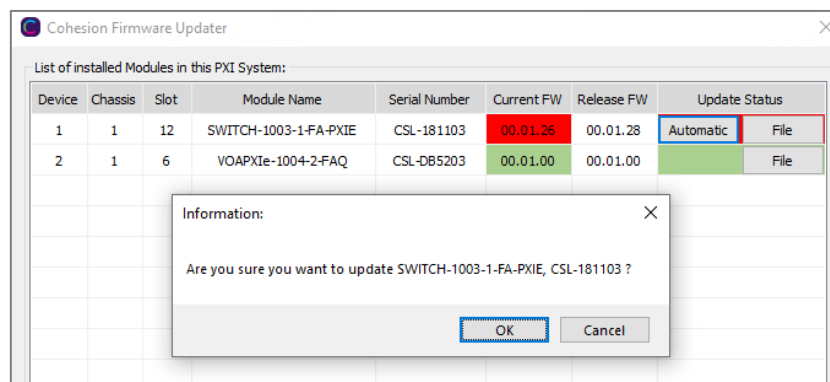 Cohesion Firmware Updater
List of installed Modules in this PXI System:
Device Chassis Slot Module Name Serial Number Current FW Release FW Update Status
1 1 12 SWITCH-1003-1-FA-PXIE CSL-181103 00.01.26 00.01.28 Automatic File
2 1 6 VOAPXIe-1004-2-FAQ CSL-DB5203 00.01.00 00.01.00 File
Information:
Are you sure you want to update SWITCH-1003-1-FA-PXIE, CSL-181103 ?
OK Cancel